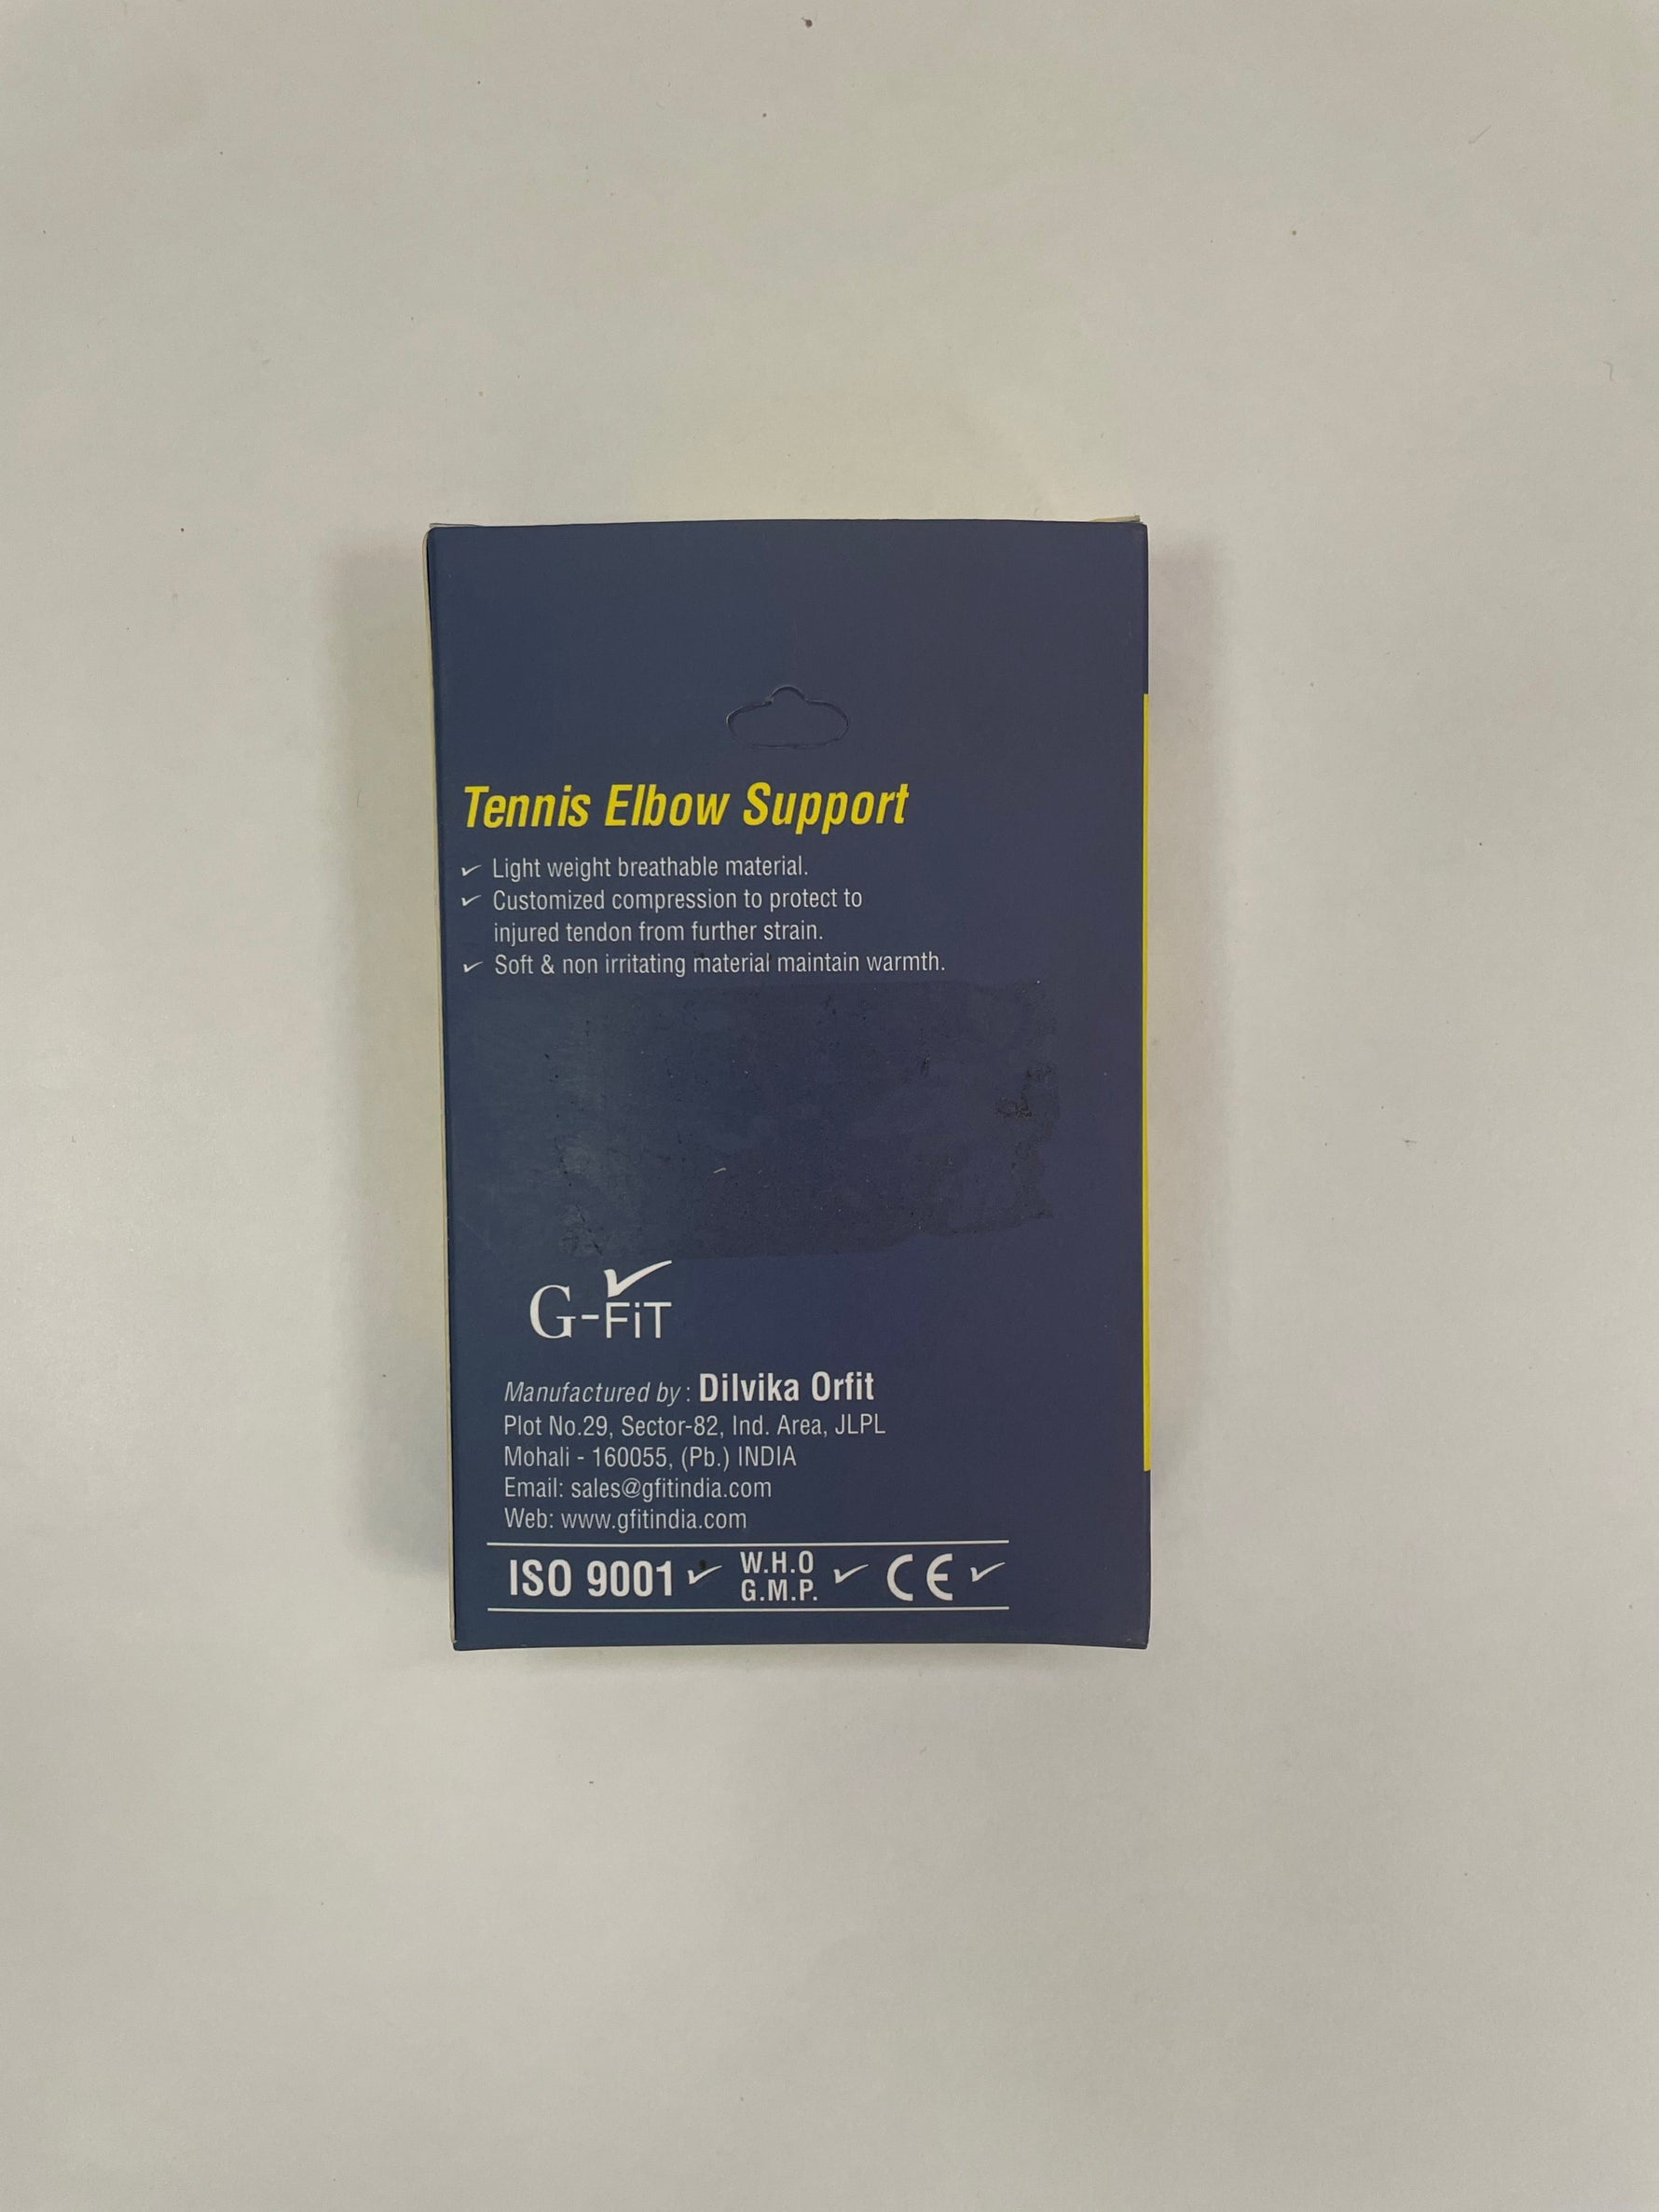 Tennis Elbow Support
✓ Light weight breathable material.
✓ Customized compression to protect to
injured tendon from further strain.
✓ Soft & non irritating material maintain warmth.
G-FiT
Manufactured by : Dilvika Orfit
Plot No.29, Sector-82, Ind. Area, JLPL
Mohali - 160055, (Pb.) INDIA
Email: sales@gfitindia.com
Web: www.gfitindia.com
ISO 9001 ✓ W.H.O G.M.P. ✓ CE ✓